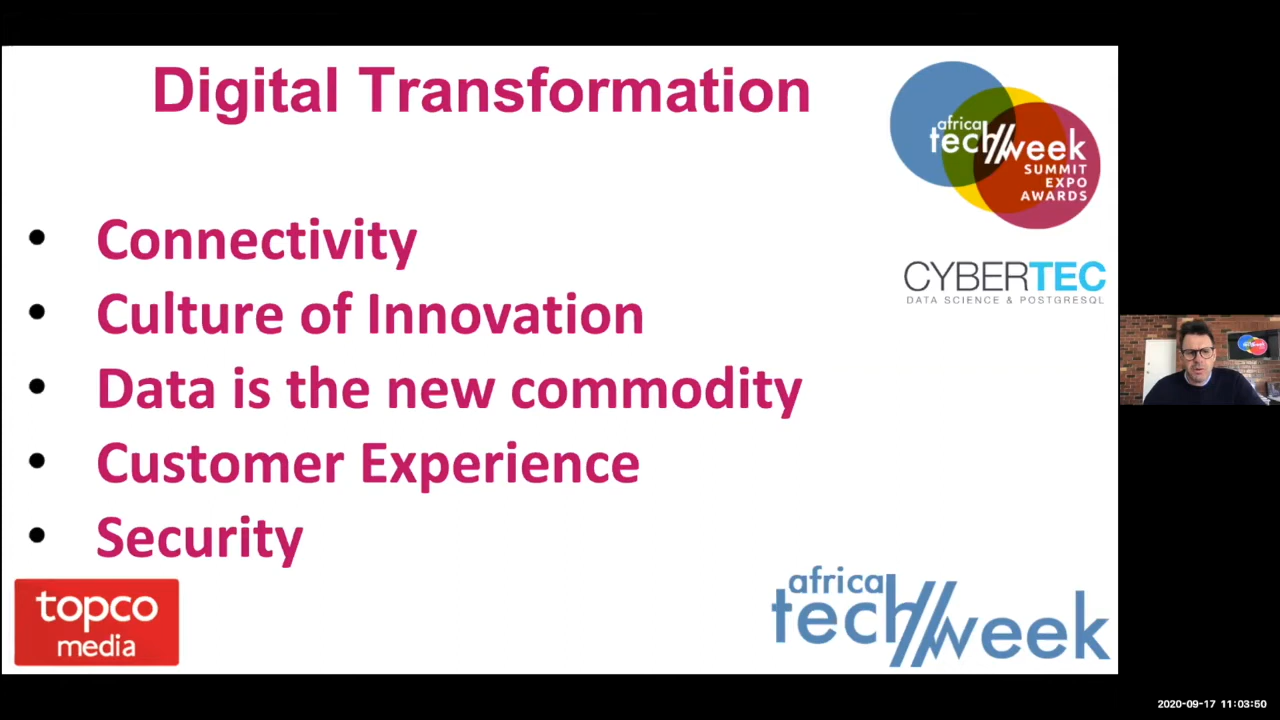 Digital Transformation
africa
tech//week
SUMMIT
EXPO
AWARDS
CYBERTEC
DATA SCIENCE & POSTGRESQL
• Connectivity
• Culture of Innovation
• Data is the new commodity
• Customer Experience
• Security
topco
media
africa
tech//week
2020-09-17 11:03:50